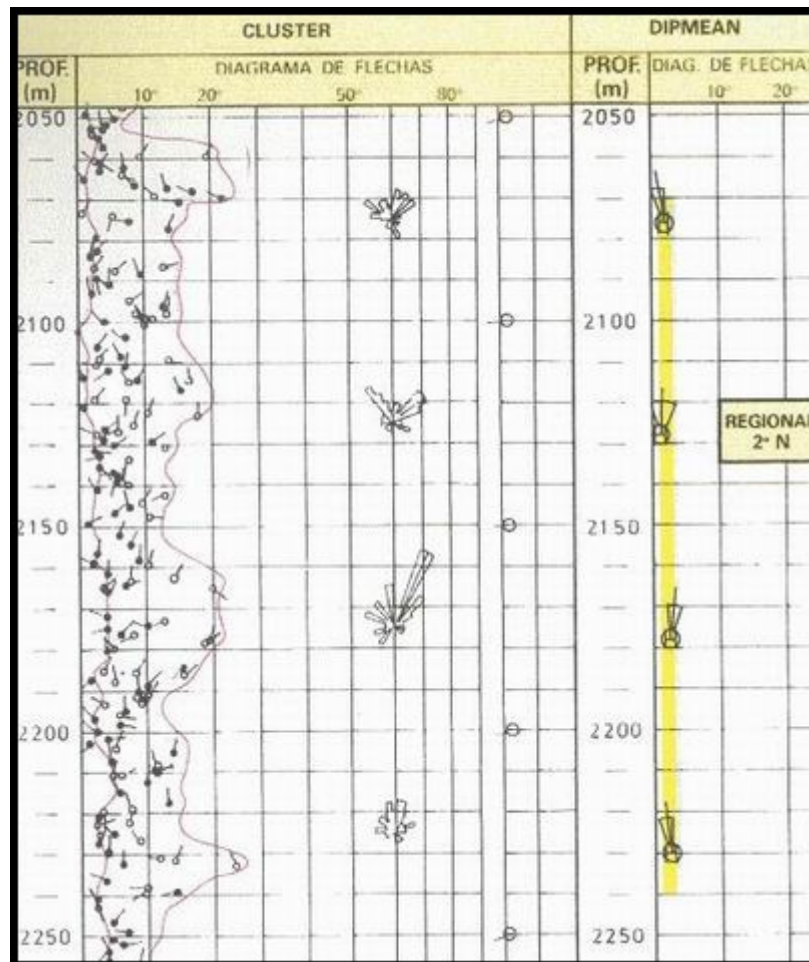 CLUSTER
DIPMEAN
PROF.
(m)
DIAGRAMA DE FLECHAS
10° 20° 50° 80°
PROF.
(m)
DIAG. DE FLECHAS
10° 20°
2050
2050
2100
2100
REGIONAL
2° N
2150
2150
2200
2200
2250
2250